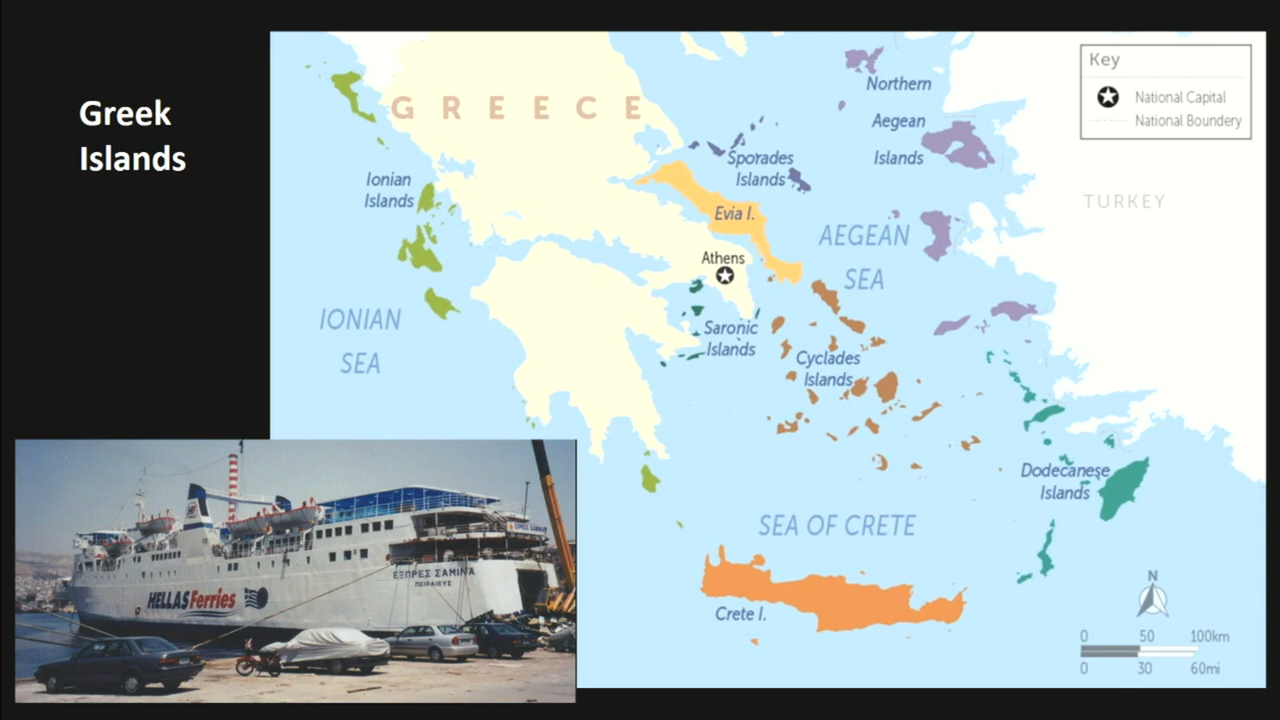 Greek
Islands
GREECE
Key
National Capital
National Boundary
Northern
Aegean
Islands
Sporades
Islands
Ionian
Islands
TURKEY
Evia I.
AEGEAN
SEA
Athens
IONIAN
SEA
Saronic
Islands
Cyclades
Islands
Dodecanese
Islands
SEA OF CRETE
Crete I.
N
0 50 100km
0 30 60mi
ΕΞΠΡΕΣ ΣΑΜΙΝΑ
ΠΕΙΡΑΙΕΥΣ
HELLAS Ferries